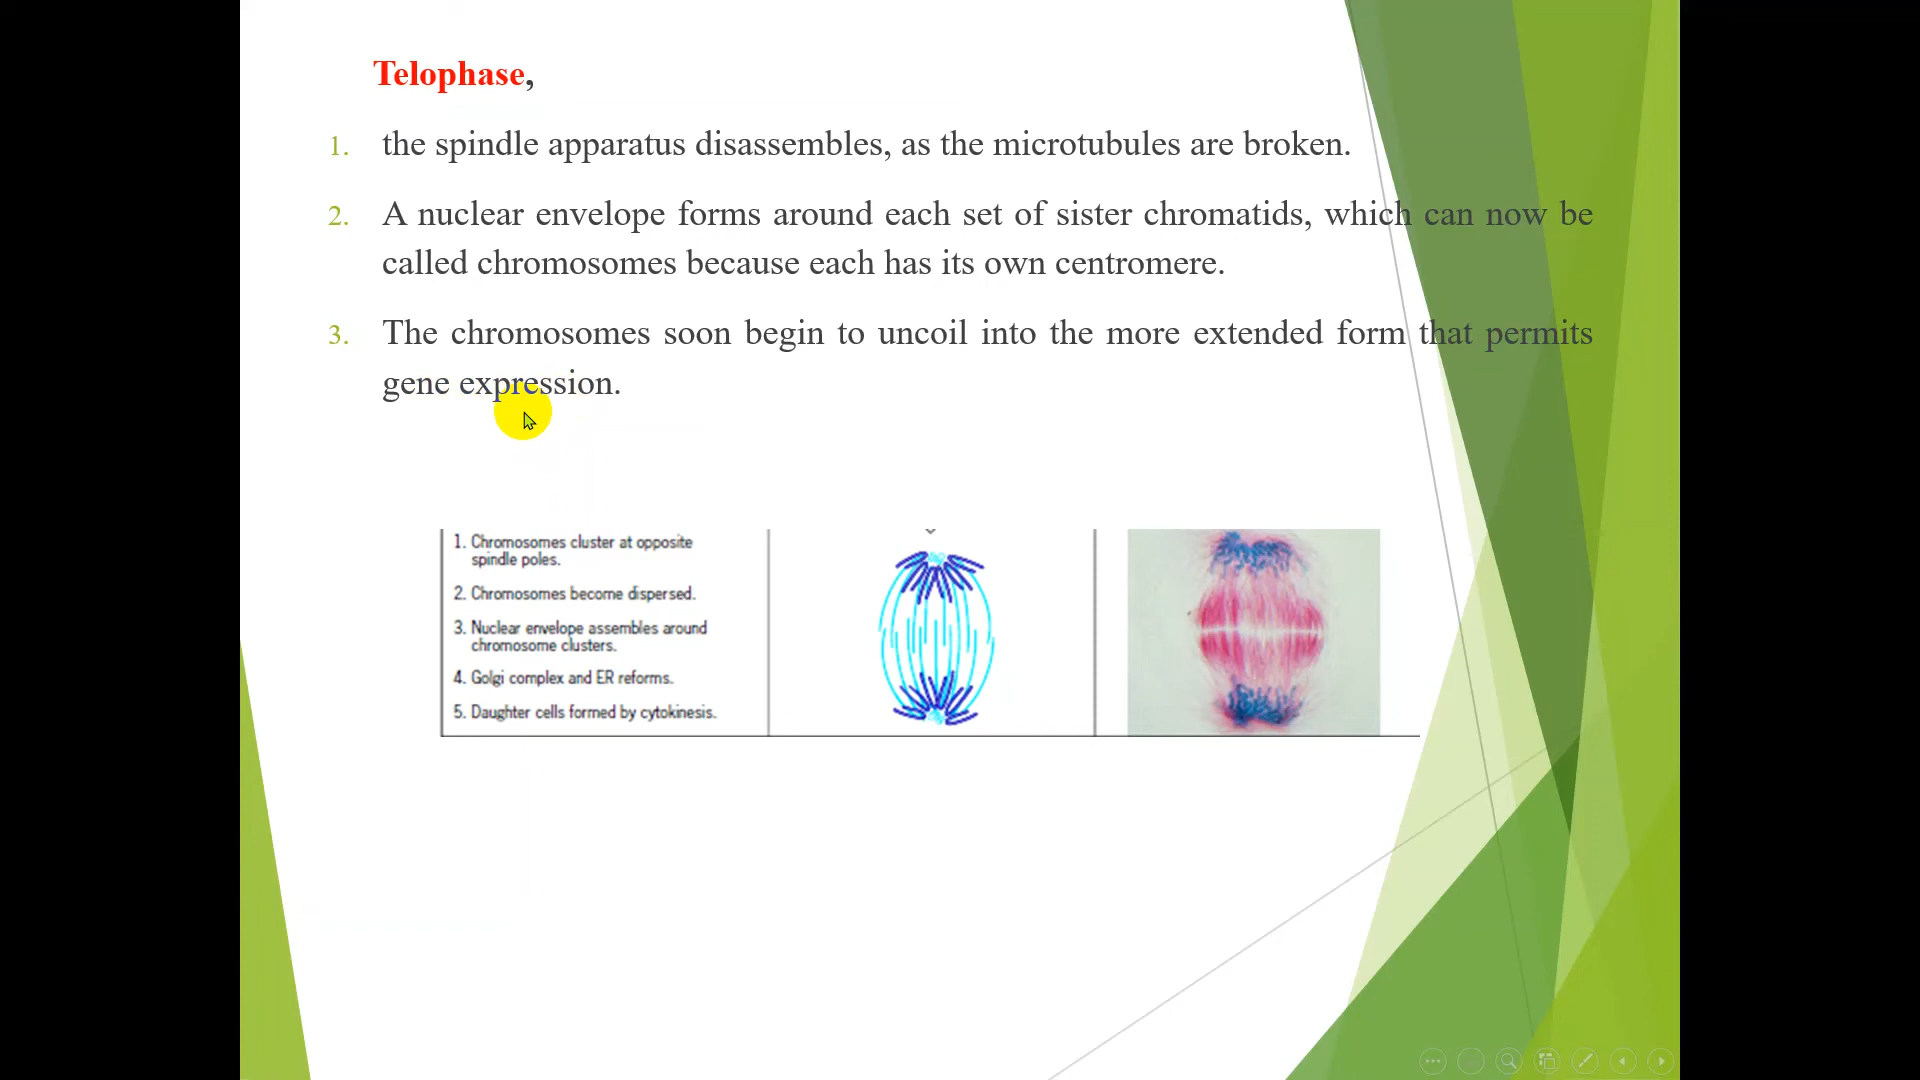 Telophase,
1. the spindle apparatus disassembles, as the microtubules are broken.
2. A nuclear envelope forms around each set of sister chromatids, which can now be
called chromosomes because each has its own centromere.
3. The chromosomes soon begin to uncoil into the more extended form that permits
gene expression.
1. Chromosomes cluster at opposite
spindle poles.
2. Chromosomes become dispersed.
3. Nuclear envelope assembles around
chromosome clusters.
4. Golgi complex and ER reforms.
5. Daughter cells formed by cytokinesis.